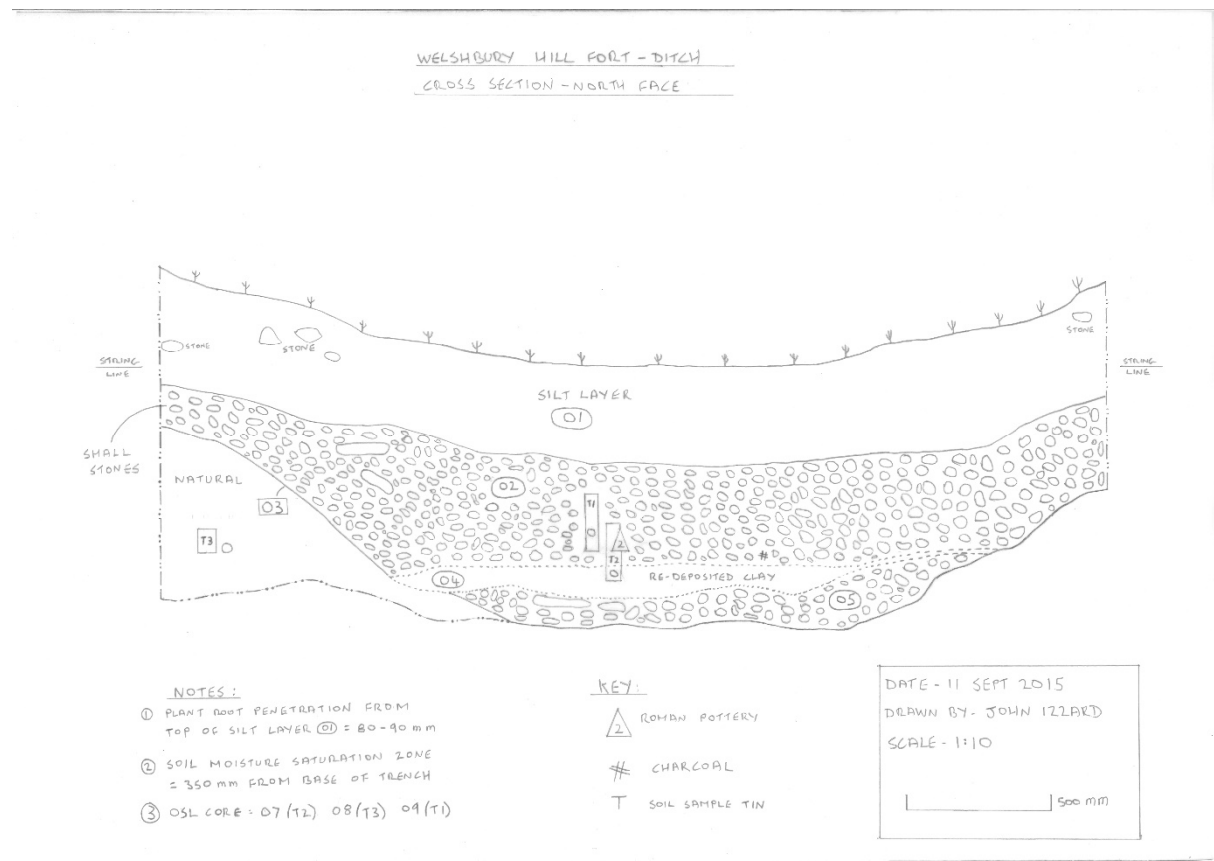 WELSHBURY HILL FORT - DITCH
CROSS SECTION - NORTH FACE
STONE
STONE
STONE
STRING
LINE
STRING
LINE
SILT LAYER
01
SMALL
STONES
NATURAL
02
03
T1
T3
2
T2
#
04
RE-DEPOSITED CLAY
05
NOTES:
① PLANT ROOT PENETRATION FROM
TOP OF SILT LAYER 01 = 80-90 mm
② SOIL MOISTURE SATURATION ZONE
= 350 mm FROM BASE OF TRENCH
③ OSL CORE: 07 (T2) 08 (T3) 09 (T1)
KEY:
2 ROMAN POTTERY
# CHARCOAL
T SOIL SAMPLE TIN
DATE - 11 SEPT 2015
DRAWN BY - JOHN IZZARD
SCALE - 1:10
500 mm